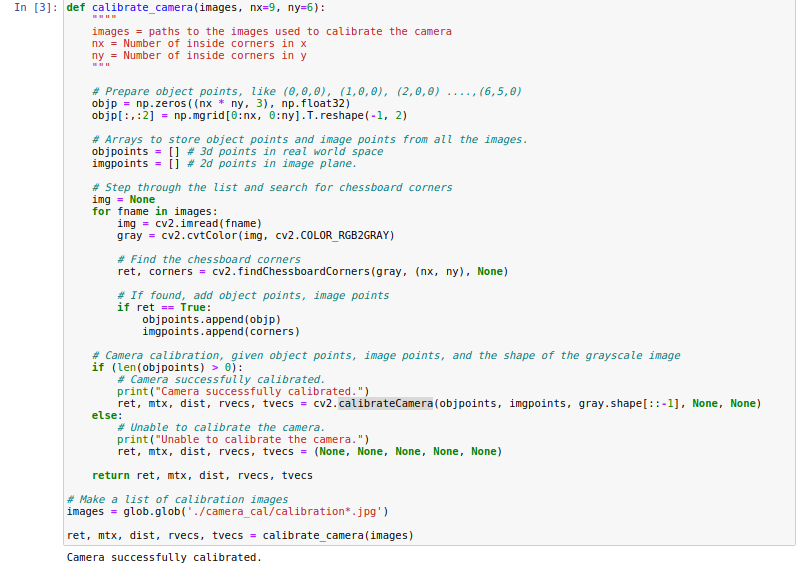 In [3]: def calibrate_camera(images, nx=9, ny=6):
    """"
    images = paths to the images used to calibrate the camera
    nx = Number of inside corners in x
    ny = Number of inside corners in y
    """

    # Prepare object points, like (0,0,0), (1,0,0), (2,0,0) ....,(6,5,0)
    objp = np.zeros((nx * ny, 3), np.float32)
    objp[:,:2] = np.mgrid[0:nx, 0:ny].T.reshape(-1, 2)

    # Arrays to store object points and image points from all the images.
    objpoints = [] # 3d points in real world space
    imgpoints = [] # 2d points in image plane.

    # Step through the list and search for chessboard corners
    img = None
    for fname in images:
        img = cv2.imread(fname)
        gray = cv2.cvtColor(img, cv2.COLOR_RGB2GRAY)

        # Find the chessboard corners
        ret, corners = cv2.findChessboardCorners(gray, (nx, ny), None)

        # If found, add object points, image points
        if ret == True:
            objpoints.append(objp)
            imgpoints.append(corners)

    # Camera calibration, given object points, image points, and the shape of the grayscale image
    if (len(objpoints) > 0):
        # Camera successfully calibrated.
        print("Camera successfully calibrated.")
        ret, mtx, dist, rvecs, tvecs = cv2.calibrateCamera(objpoints, imgpoints, gray.shape[::-1], None, None)
    else:
        # Unable to calibrate the camera.
        print("Unable to calibrate the camera.")
        ret, mtx, dist, rvecs, tvecs = (None, None, None, None, None)

    return ret, mtx, dist, rvecs, tvecs

# Make a list of calibration images
images = glob.glob('./camera_cal/calibration*.jpg')

ret, mtx, dist, rvecs, tvecs = calibrate_camera(images)
Camera successfully calibrated.